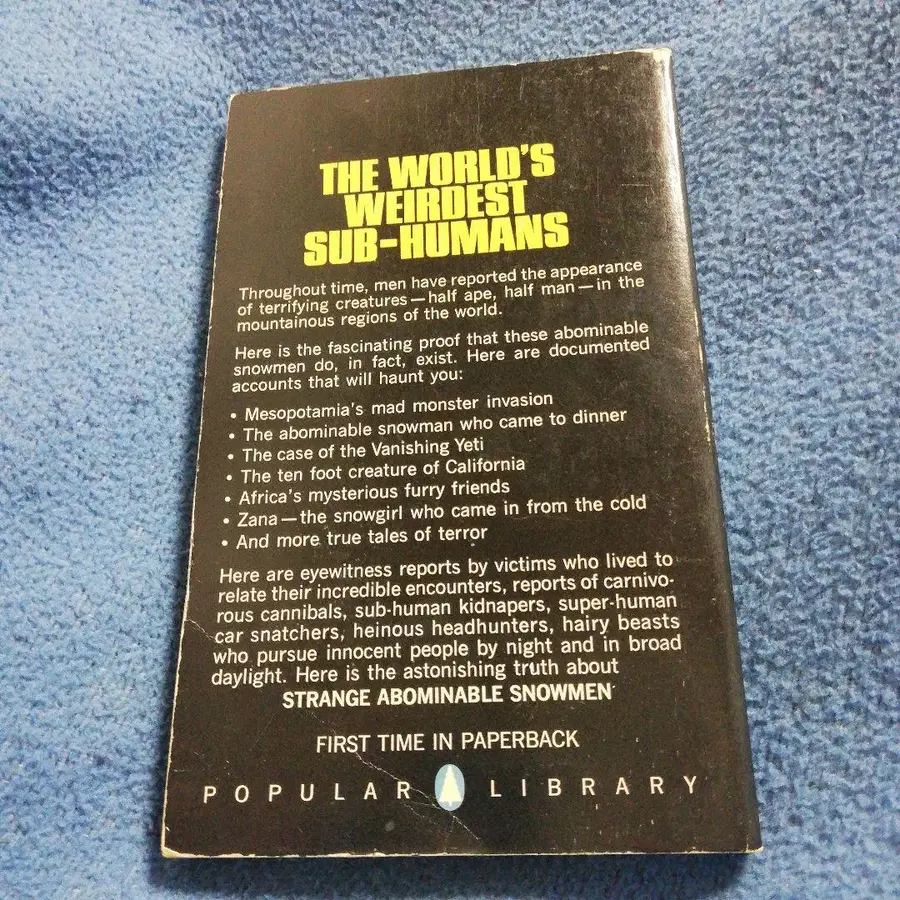 THE WORLD'S
WEIRDEST
SUB-HUMANS
Throughout time, men have reported the appearance
of terrifying creatures — half ape, half man — in the
mountainous regions of the world.
Here is the fascinating proof that these abominable
snowmen do, in fact, exist. Here are documented
accounts that will haunt you:
• Mesopotamia's mad monster invasion
• The abominable snowman who came to dinner
• The case of the Vanishing Yeti
• The ten foot creature of California
• Africa's mysterious furry friends
• Zana — the snowgirl who came in from the cold
• And more true tales of terror
Here are eyewitness reports by victims who lived to
relate their incredible encounters, reports of carnivo-
rous cannibals, sub-human kidnapers, super-human
car snatchers, heinous headhunters, hairy beasts
who pursue innocent people by night and in broad
daylight. Here is the astonishing truth about
STRANGE ABOMINABLE SNOWMEN
FIRST TIME IN PAPERBACK
POPULAR LIBRARY